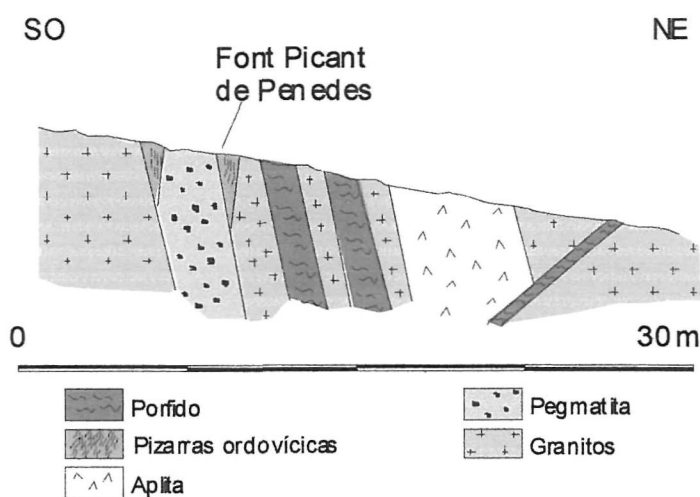 SO
NE
Font Picant
de Penedes
0
30 m
Porfido
Pegmatita
Pizarras ordovícicas
Granitos
Aplita